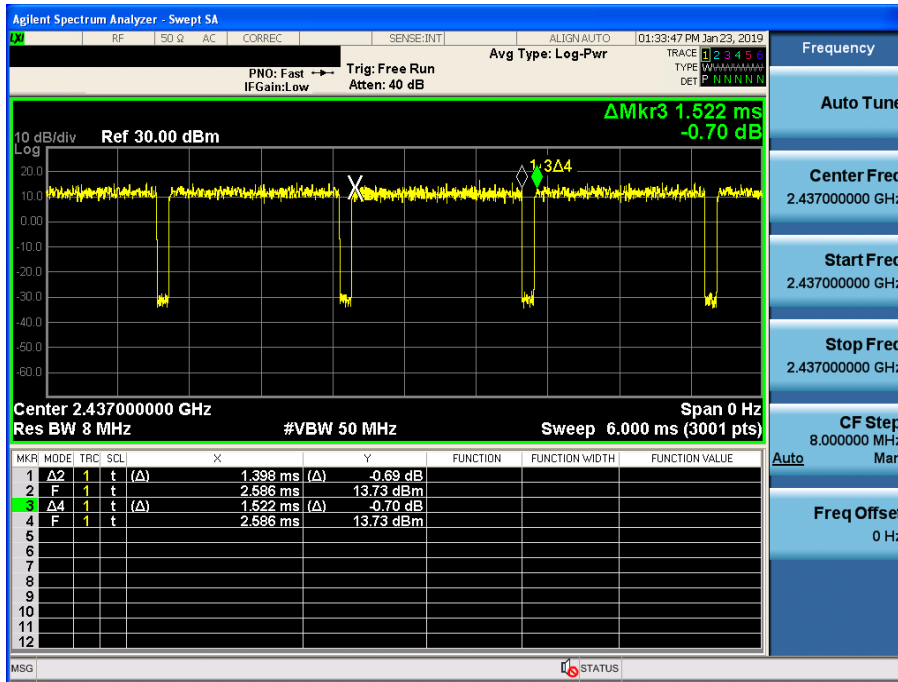 Agilent Spectrum Analyzer - Swept SA
LXI RF 50 Ω AC CORREC SENSE:INT ALIGN AUTO 01:33:47 PM Jan 23, 2019
Avg Type: Log-Pwr TRACE 1 2 3 4 5 6
PNO: Fast Trig: Free Run TYPE WWWWWW
IFGain:Low Atten: 40 dB DET P N N N N N
ΔMkr3 1.522 ms
-0.70 dB
10 dB/div Ref 30.00 dBm
Log
20.0
10.0
0.00
-10.0
-20.0
-30.0
-40.0
-50.0
-60.0
X
3Δ4
Center 2.437000000 GHz Span 0 Hz
Res BW 8 MHz #VBW 50 MHz Sweep 6.000 ms (3001 pts)
MKR MODE TRC SCL X Y FUNCTION FUNCTION WIDTH FUNCTION VALUE
1 Δ2 1 t (Δ) 1.398 ms (Δ) -0.69 dB
2 F 1 t 2.586 ms 13.73 dBm
3 Δ4 1 t (Δ) 1.522 ms (Δ) -0.70 dB
4 F 1 t 2.586 ms 13.73 dBm
5
6
7
8
9
10
11
12
MSG STATUS
Frequency
Auto Tune
Center Freq
2.437000000 GHz
Start Freq
2.437000000 GHz
Stop Freq
2.437000000 GHz
CF Step
8.000000 MHz
Auto Man
Freq Offset
0 Hz